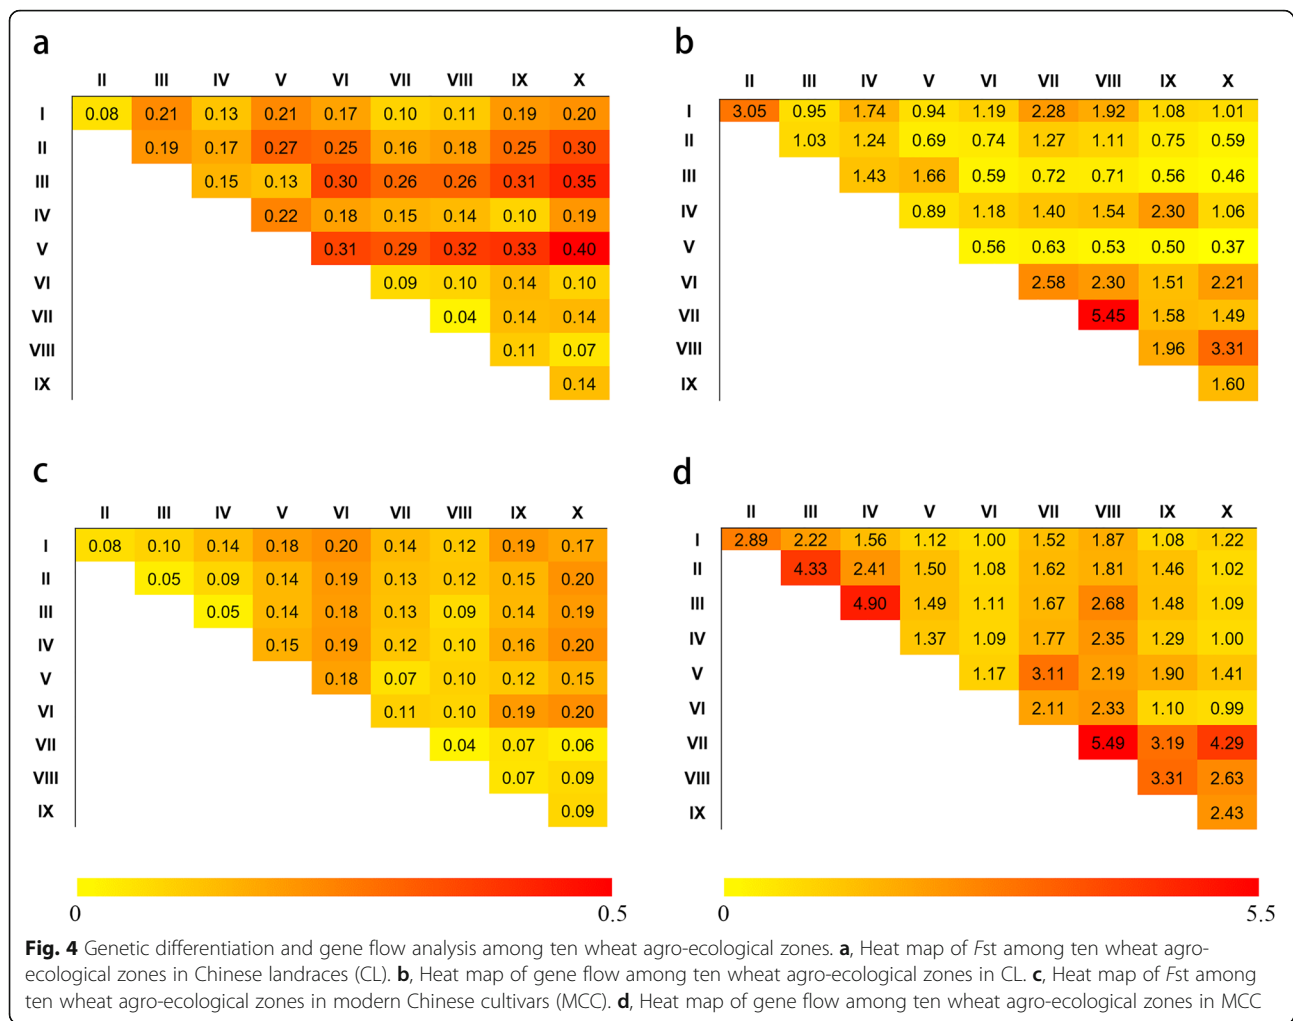 a
II III IV V VI VII VIII IX X
I 0.08 0.21 0.13 0.21 0.17 0.10 0.11 0.19 0.20
II 0.19 0.17 0.27 0.25 0.16 0.18 0.25 0.30
III 0.15 0.13 0.30 0.26 0.26 0.31 0.35
IV 0.22 0.18 0.15 0.14 0.10 0.19
V 0.31 0.29 0.32 0.33 0.40
VI 0.09 0.10 0.14 0.10
VII 0.04 0.14 0.14
VIII 0.11 0.07
IX 0.14
b
II III IV V VI VII VIII IX X
I 3.05 0.95 1.74 0.94 1.19 2.28 1.92 1.08 1.01
II 1.03 1.24 0.69 0.74 1.27 1.11 0.75 0.59
III 1.43 1.66 0.59 0.72 0.71 0.56 0.46
IV 0.89 1.18 1.40 1.54 2.30 1.06
V 0.56 0.63 0.53 0.50 0.37
VI 2.58 2.30 1.51 2.21
VII 5.45 1.58 1.49
VIII 1.96 3.31
IX 1.60
c
II III IV V VI VII VIII IX X
I 0.08 0.10 0.14 0.18 0.20 0.14 0.12 0.19 0.17
II 0.05 0.09 0.14 0.19 0.13 0.12 0.15 0.20
III 0.05 0.14 0.18 0.13 0.09 0.14 0.19
IV 0.15 0.19 0.12 0.10 0.16 0.20
V 0.18 0.07 0.10 0.12 0.15
VI 0.11 0.10 0.19 0.20
VII 0.04 0.07 0.06
VIII 0.07 0.09
IX 0.09
0 0.5
d
II III IV V VI VII VIII IX X
I 2.89 2.22 1.56 1.12 1.00 1.52 1.87 1.08 1.22
II 4.33 2.41 1.50 1.08 1.62 1.81 1.46 1.02
III 4.90 1.49 1.11 1.67 2.68 1.48 1.09
IV 1.37 1.09 1.77 2.35 1.29 1.00
V 1.17 3.11 2.19 1.90 1.41
VI 2.11 2.33 1.10 0.99
VII 5.49 3.19 4.29
VIII 3.31 2.63
IX 2.43
0 5.5
Fig. 4 Genetic differentiation and gene flow analysis among ten wheat agro-ecological zones. a, Heat map of Fst among ten wheat agro-
ecological zones in Chinese landraces (CL). b, Heat map of gene flow among ten wheat agro-ecological zones in CL. c, Heat map of Fst among
ten wheat agro-ecological zones in modern Chinese cultivars (MCC). d, Heat map of gene flow among ten wheat agro-ecological zones in MCC